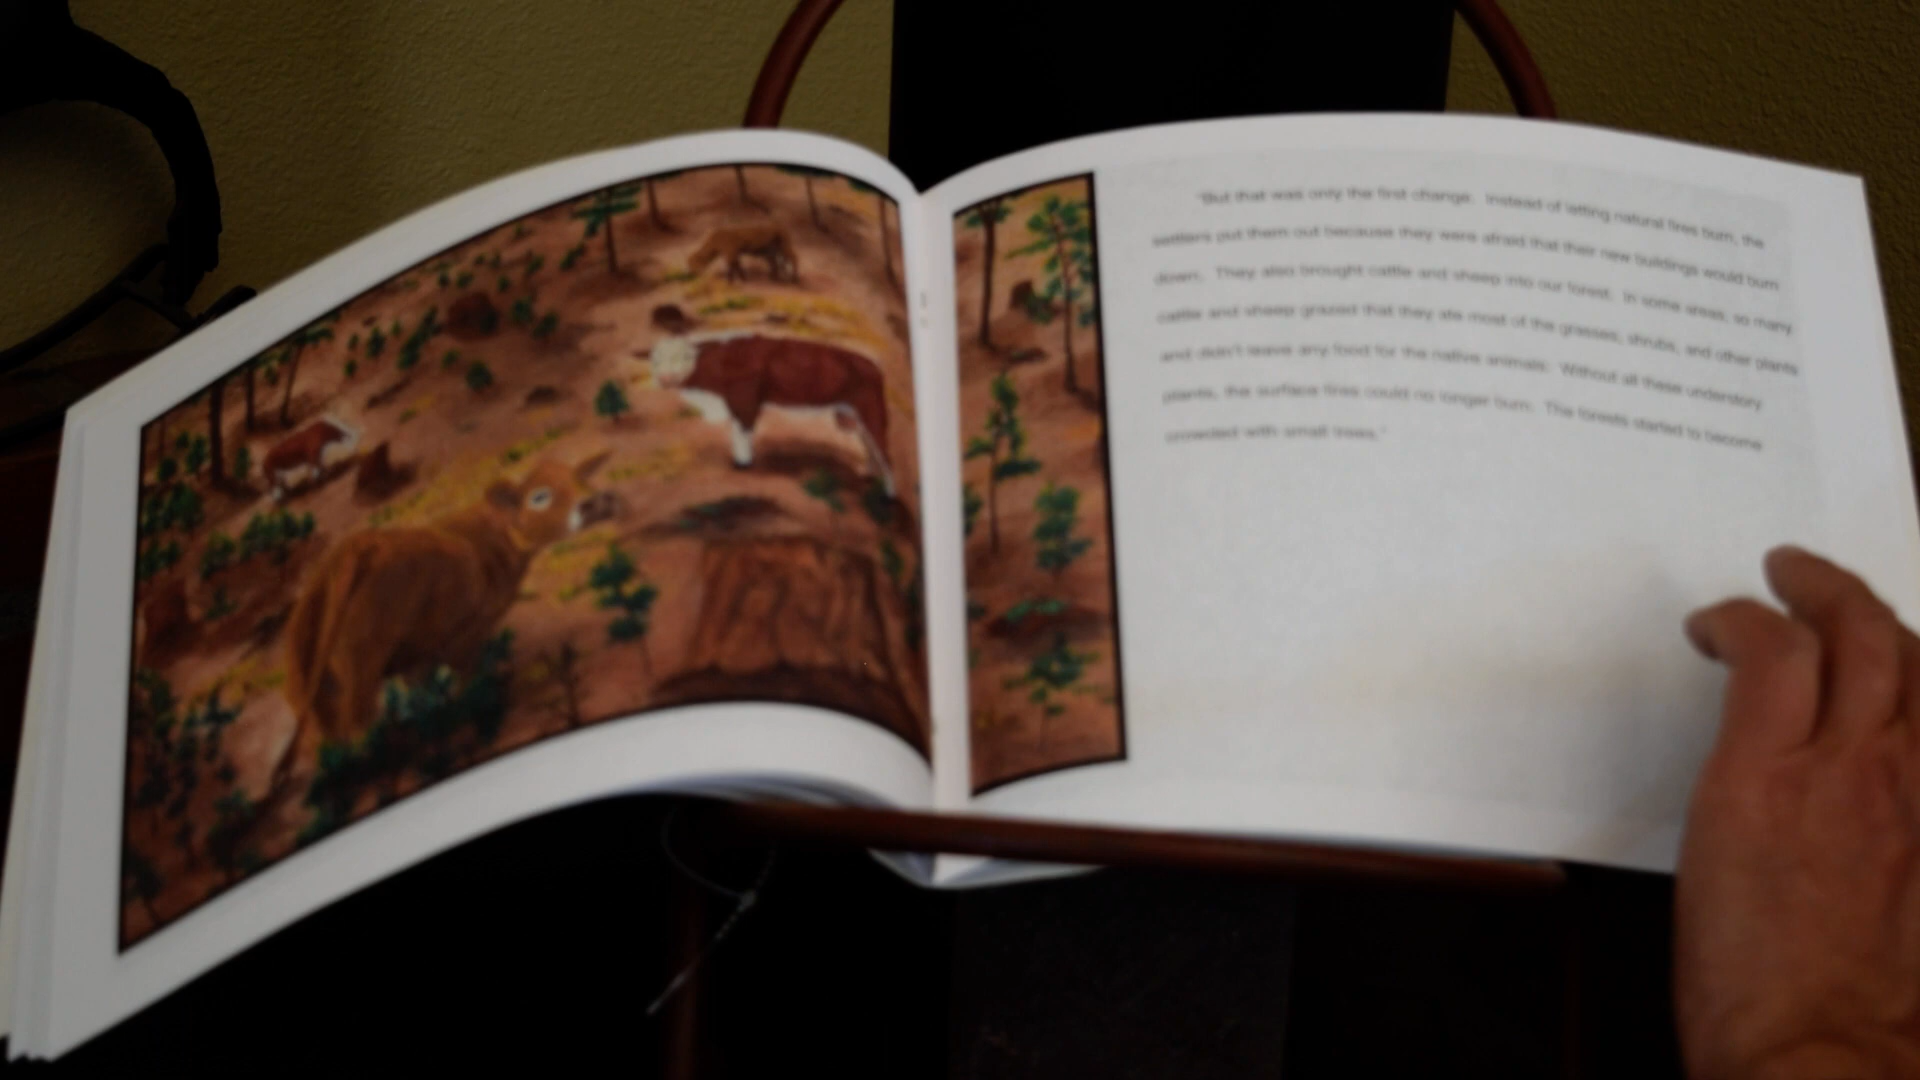 "But that was only the first change. Instead of letting natural fires burn, the
settlers put them out because they were afraid that their new buildings would burn
down. They also brought cattle and sheep into our forest. In some areas, so many
cattle and sheep grazed that they ate most of the grasses, shrubs, and other plants
and didn't leave any food for the native animals. Without all these understory
plants, the surface fires could no longer burn. The forests started to become
crowded with small trees."